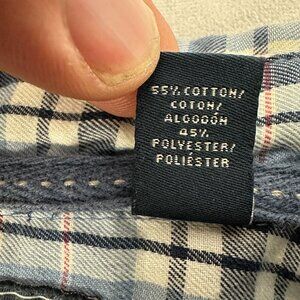 55% COTTON/
COTON/
ALGODÓN
45%
POLYESTER/
POLIÉSTER